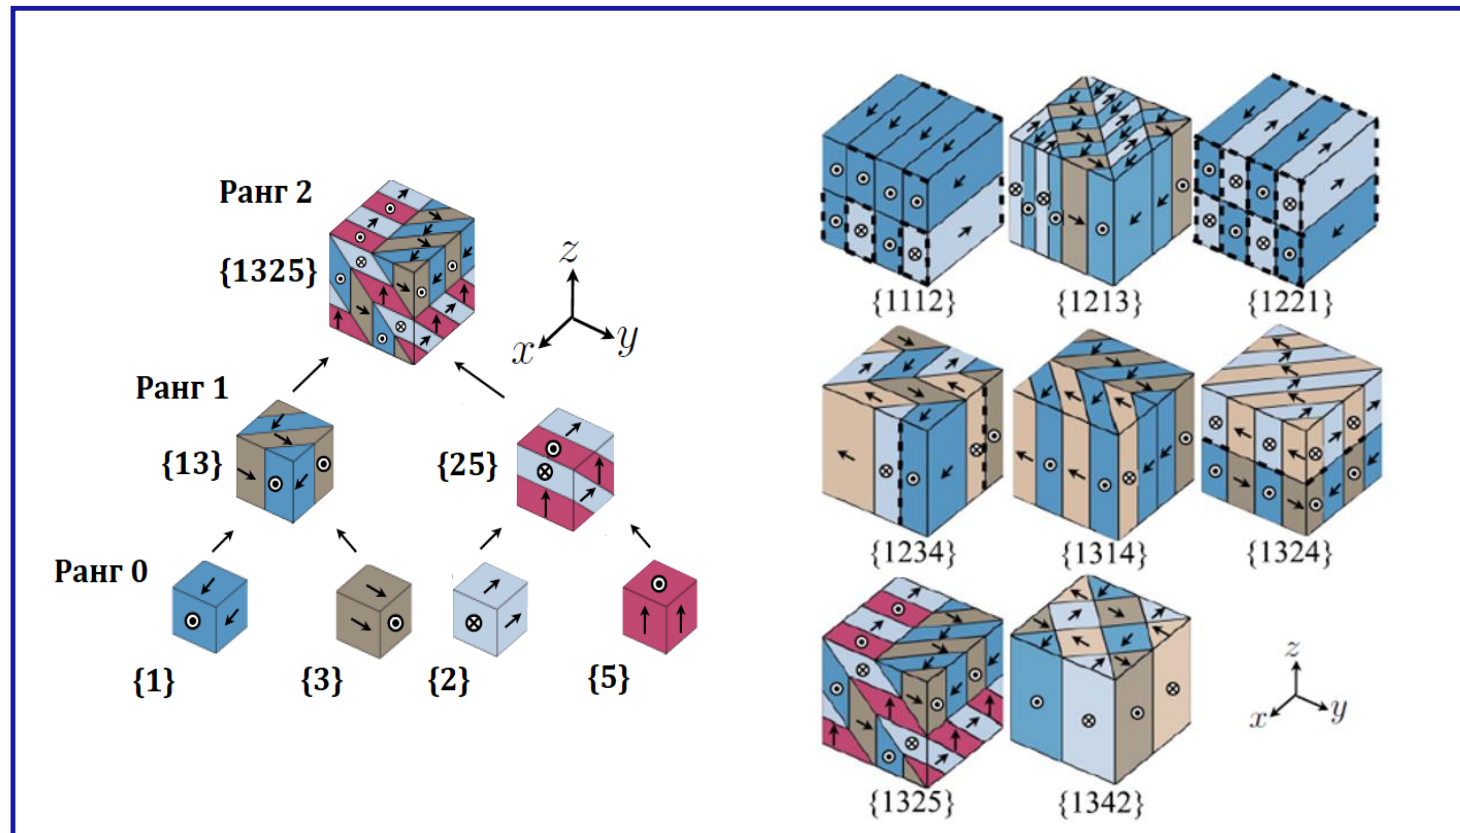 Ранг 2
{1325}
z
x
y
Ранг 1
{13}
{25}
Ранг 0
{1}
{3}
{2}
{5}
{1112}
{1213}
{1221}
{1234}
{1314}
{1324}
{1325}
{1342}
z
x
y